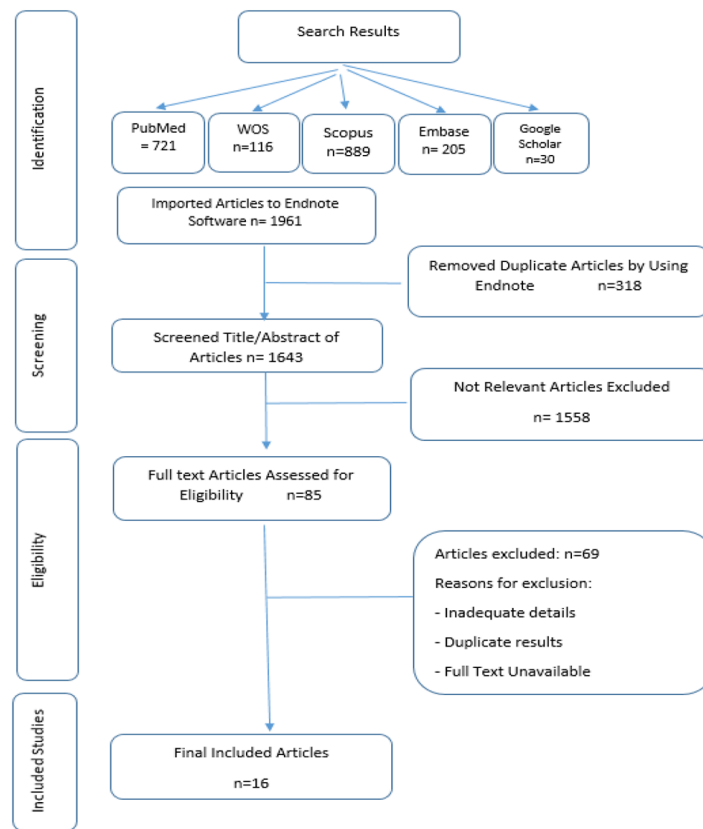 Search Results
Identification
PubMed
= 721
WOS
n=116
Scopus
n=889
Embase
n= 205
Google
Scholar
n=30
Imported Articles to Endnote
Software n= 1961
Removed Duplicate Articles by Using
Endnote n=318
Screening
Screened Title/Abstract of
Articles n= 1643
Not Relevant Articles Excluded
n= 1558
Eligibility
Full text Articles Assessed for
Eligibility n=85
Articles excluded: n=69
Reasons for exclusion:
- Inadequate details
- Duplicate results
- Full Text Unavailable
Included Studies
Final Included Articles
n=16